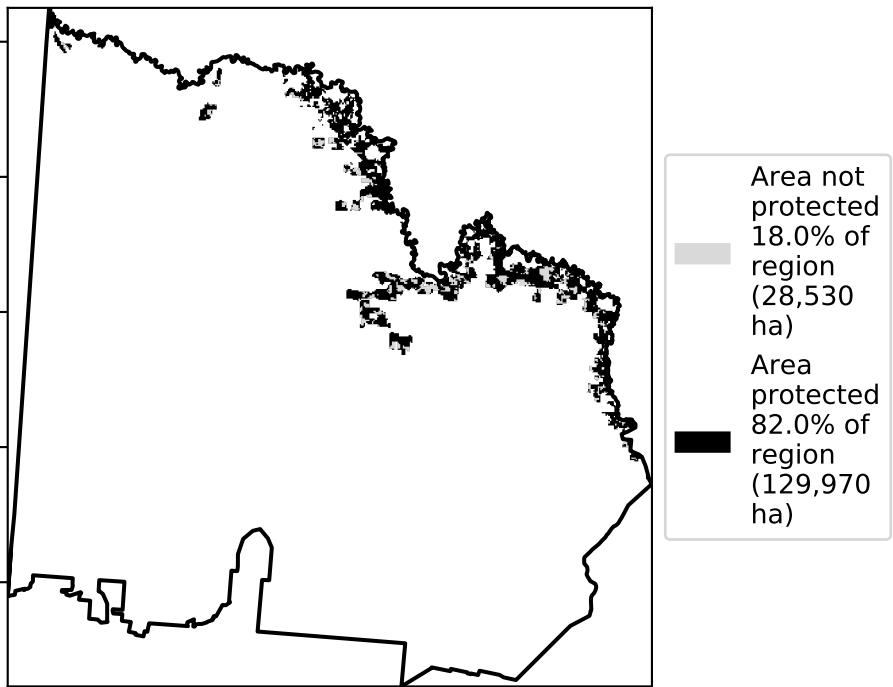 Area not
protected
18.0% of
region
(28,530
ha)
Area
protected
82.0% of
region
(129,970
ha)